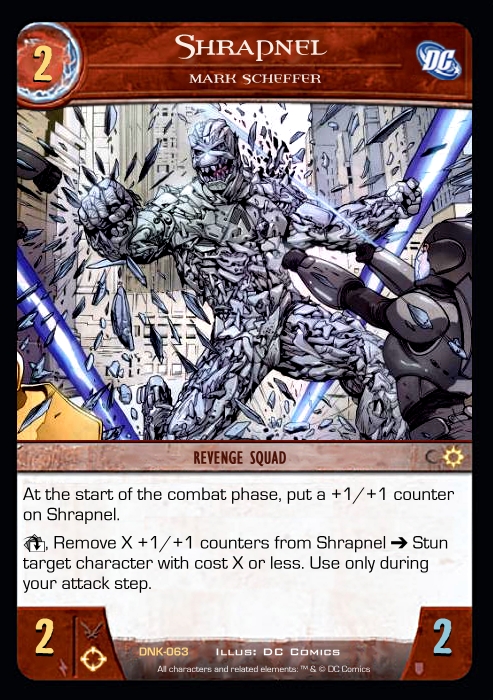 2
SHRAPNEL
MARK SCHEFFER
DC
REVENGE SQUAD
At the start of the combat phase, put a +1/+1 counter
on Shrapnel.
, Remove X +1/+1 counters from Shrapnel ➔ Stun
target character with cost X or less. Use only during
your attack step.
2
DNK-063 ILLUS: DC COMICS
2
All characters and related elements: ™ & © DC Comics